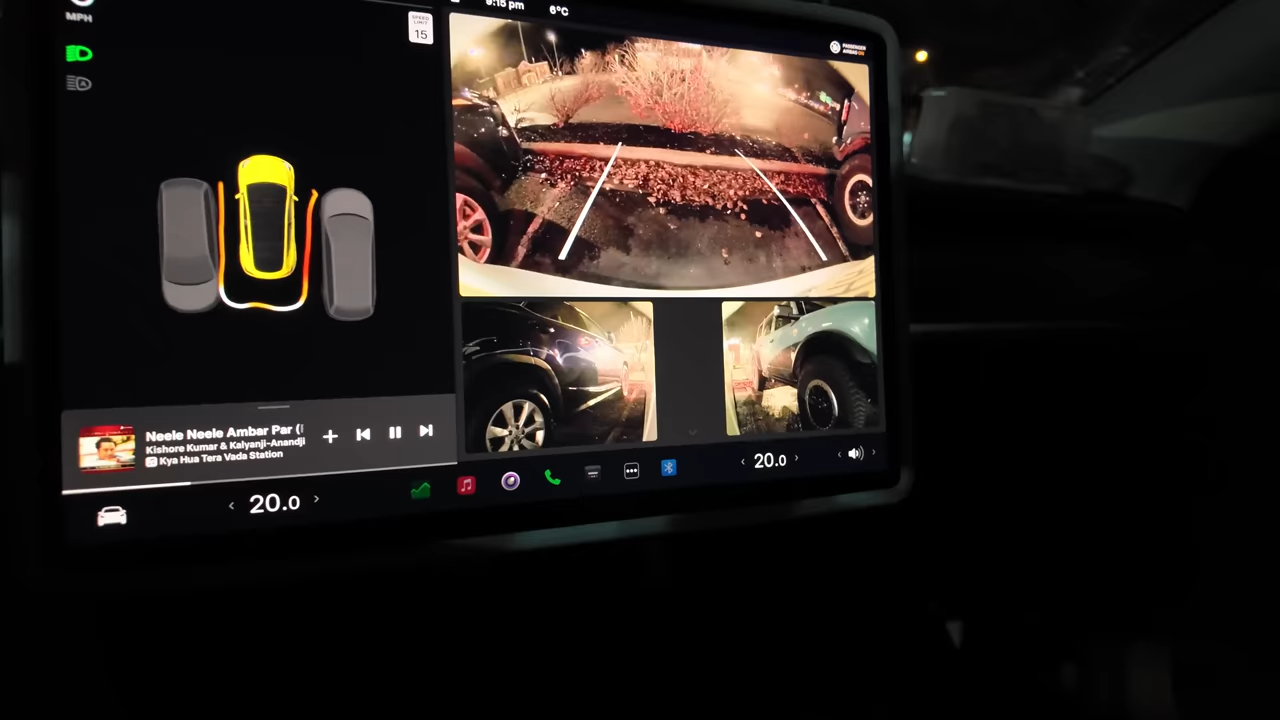 MPH
SPEED
LIMIT
15
9:15 pm
6°C
PASSENGER
AIRBAG ON
Neele Neele Ambar Par (
Kishore Kumar & Kalyanji-Anandji
Kya Hua Tera Vada Station
20.0
20.0